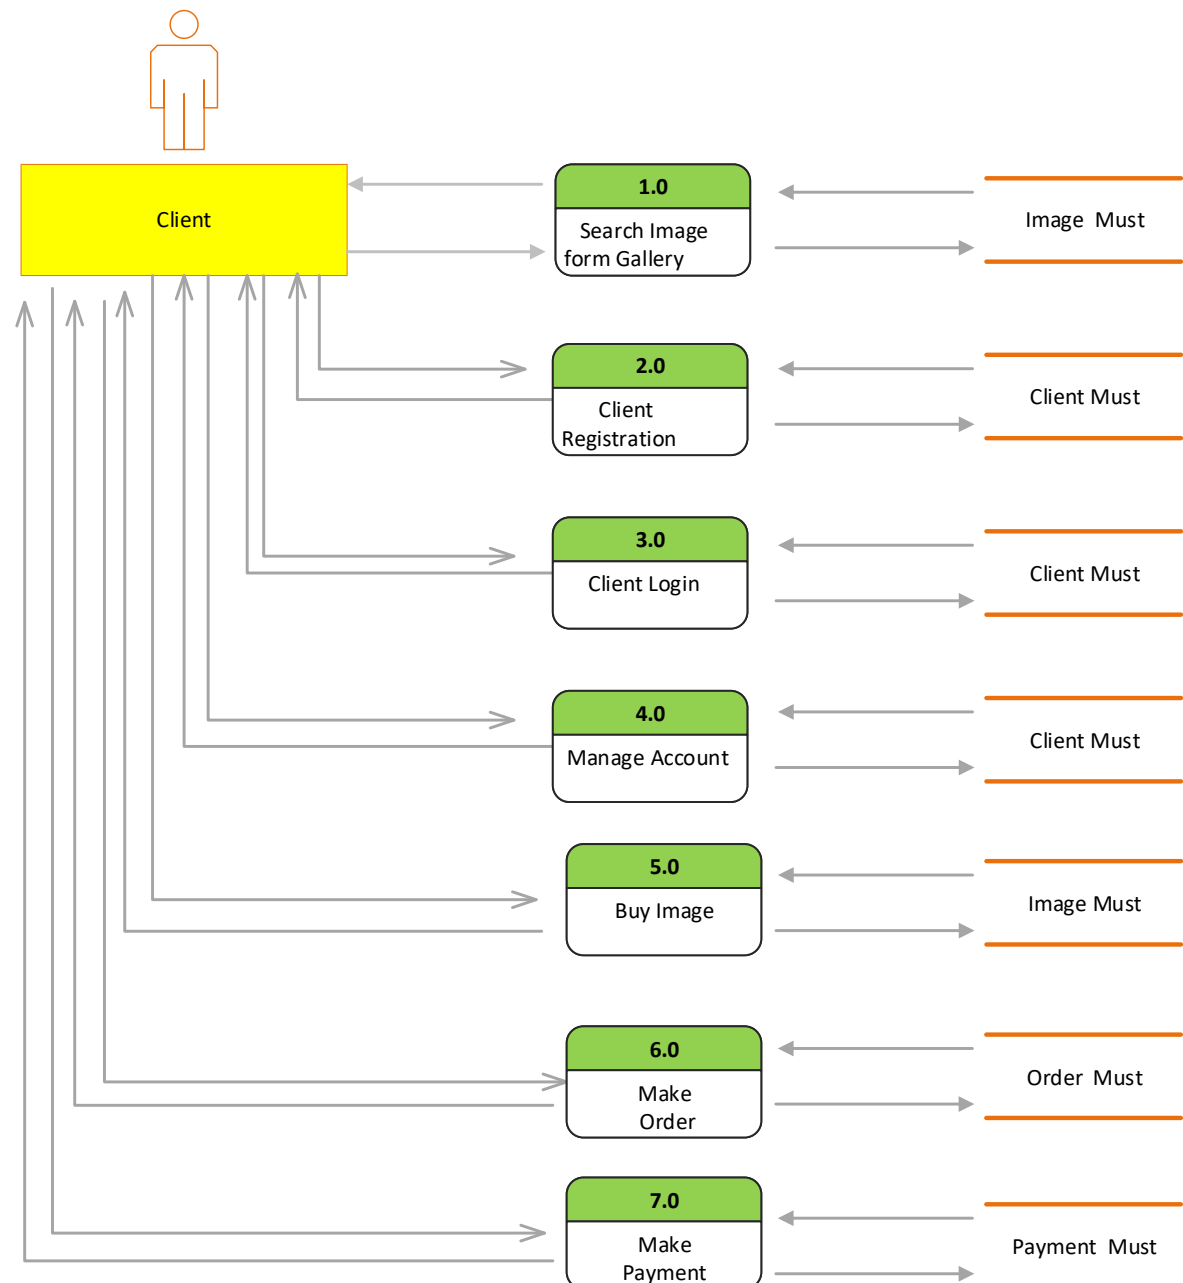 Client
1.0
Search Image
form Gallery
Image Must
2.0
Client
Registration
Client Must
3.0
Client Login
Client Must
4.0
Manage Account
Client Must
5.0
Buy Image
Image Must
6.0
Make
Order
Order Must
7.0
Make
Payment
Payment Must